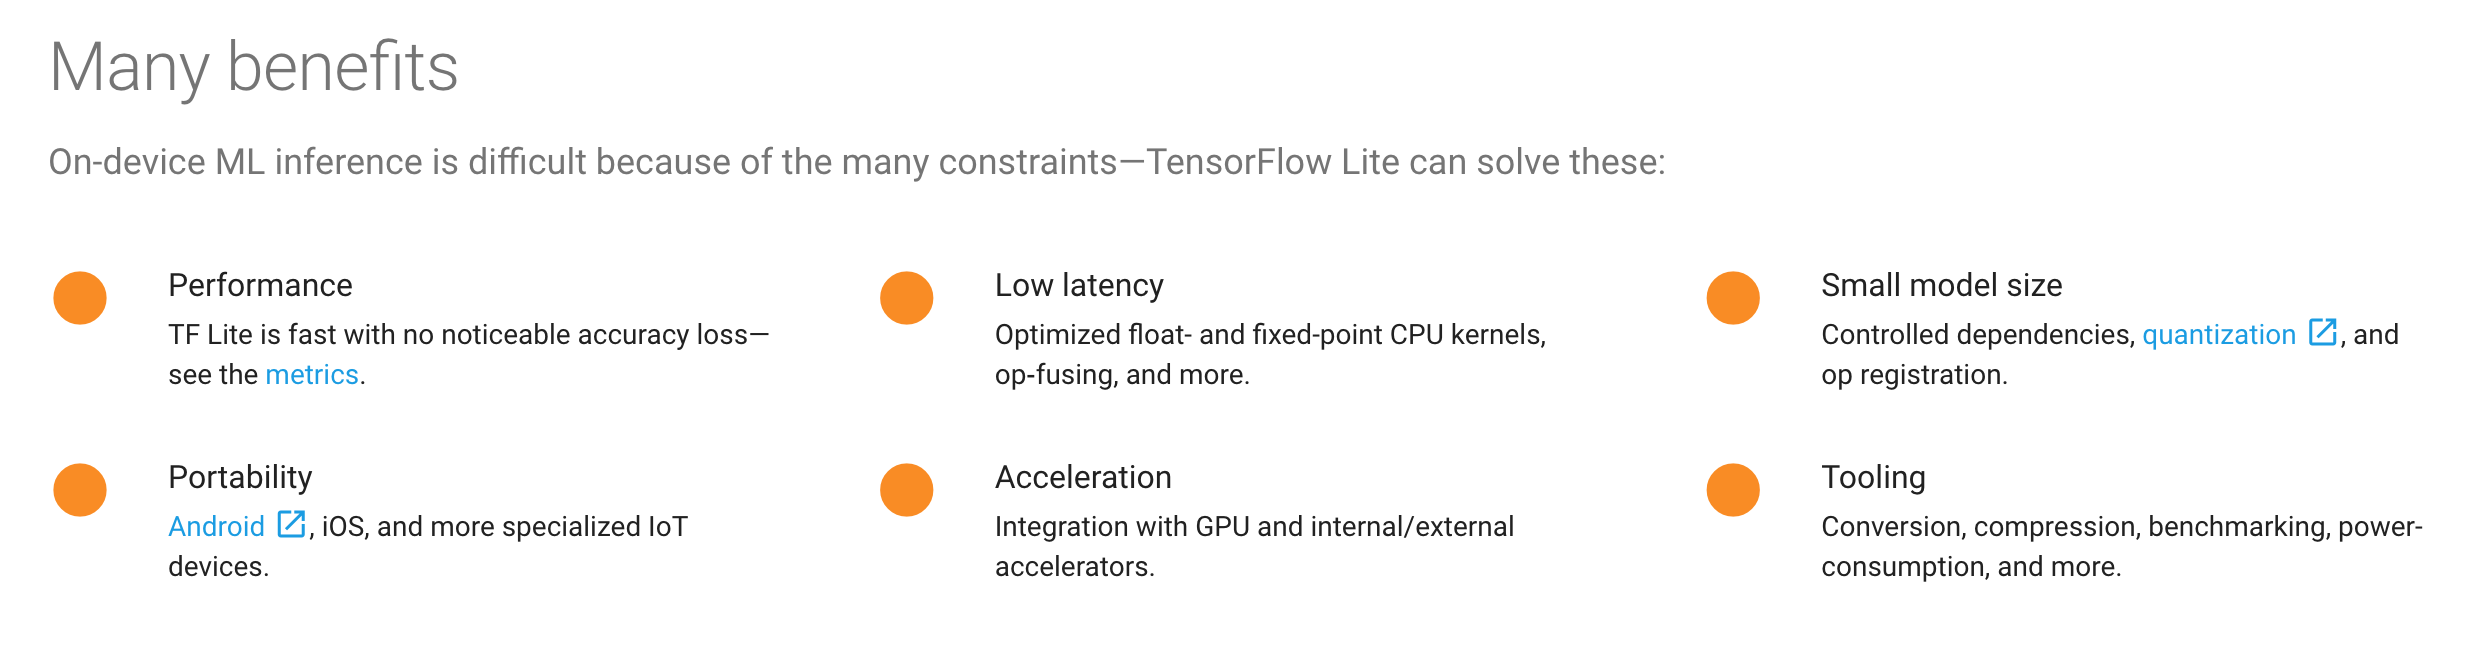 Many benefits
On-device ML inference is difficult because of the many constraints—TensorFlow Lite can solve these:
Performance
TF Lite is fast with no noticeable accuracy loss—
see the metrics.
Low latency
Optimized float- and fixed-point CPU kernels,
op-fusing, and more.
Small model size
Controlled dependencies, quantization , and
op registration.
Portability
Android , iOS, and more specialized IoT
devices.
Acceleration
Integration with GPU and internal/external
accelerators.
Tooling
Conversion, compression, benchmarking, power-
consumption, and more.